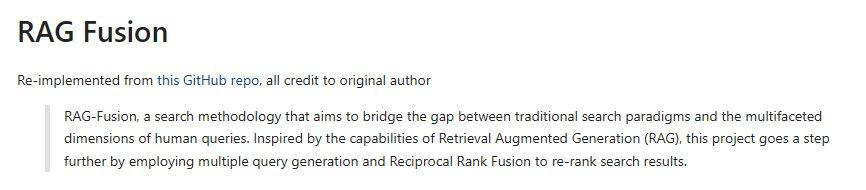 RAG Fusion
Re-implemented from this GitHub repo, all credit to original author
RAG-Fusion, a search methodology that aims to bridge the gap between traditional search paradigms and the multifaceted
dimensions of human queries. Inspired by the capabilities of Retrieval Augmented Generation (RAG), this project goes a step
further by employing multiple query generation and Reciprocal Rank Fusion to re-rank search results.